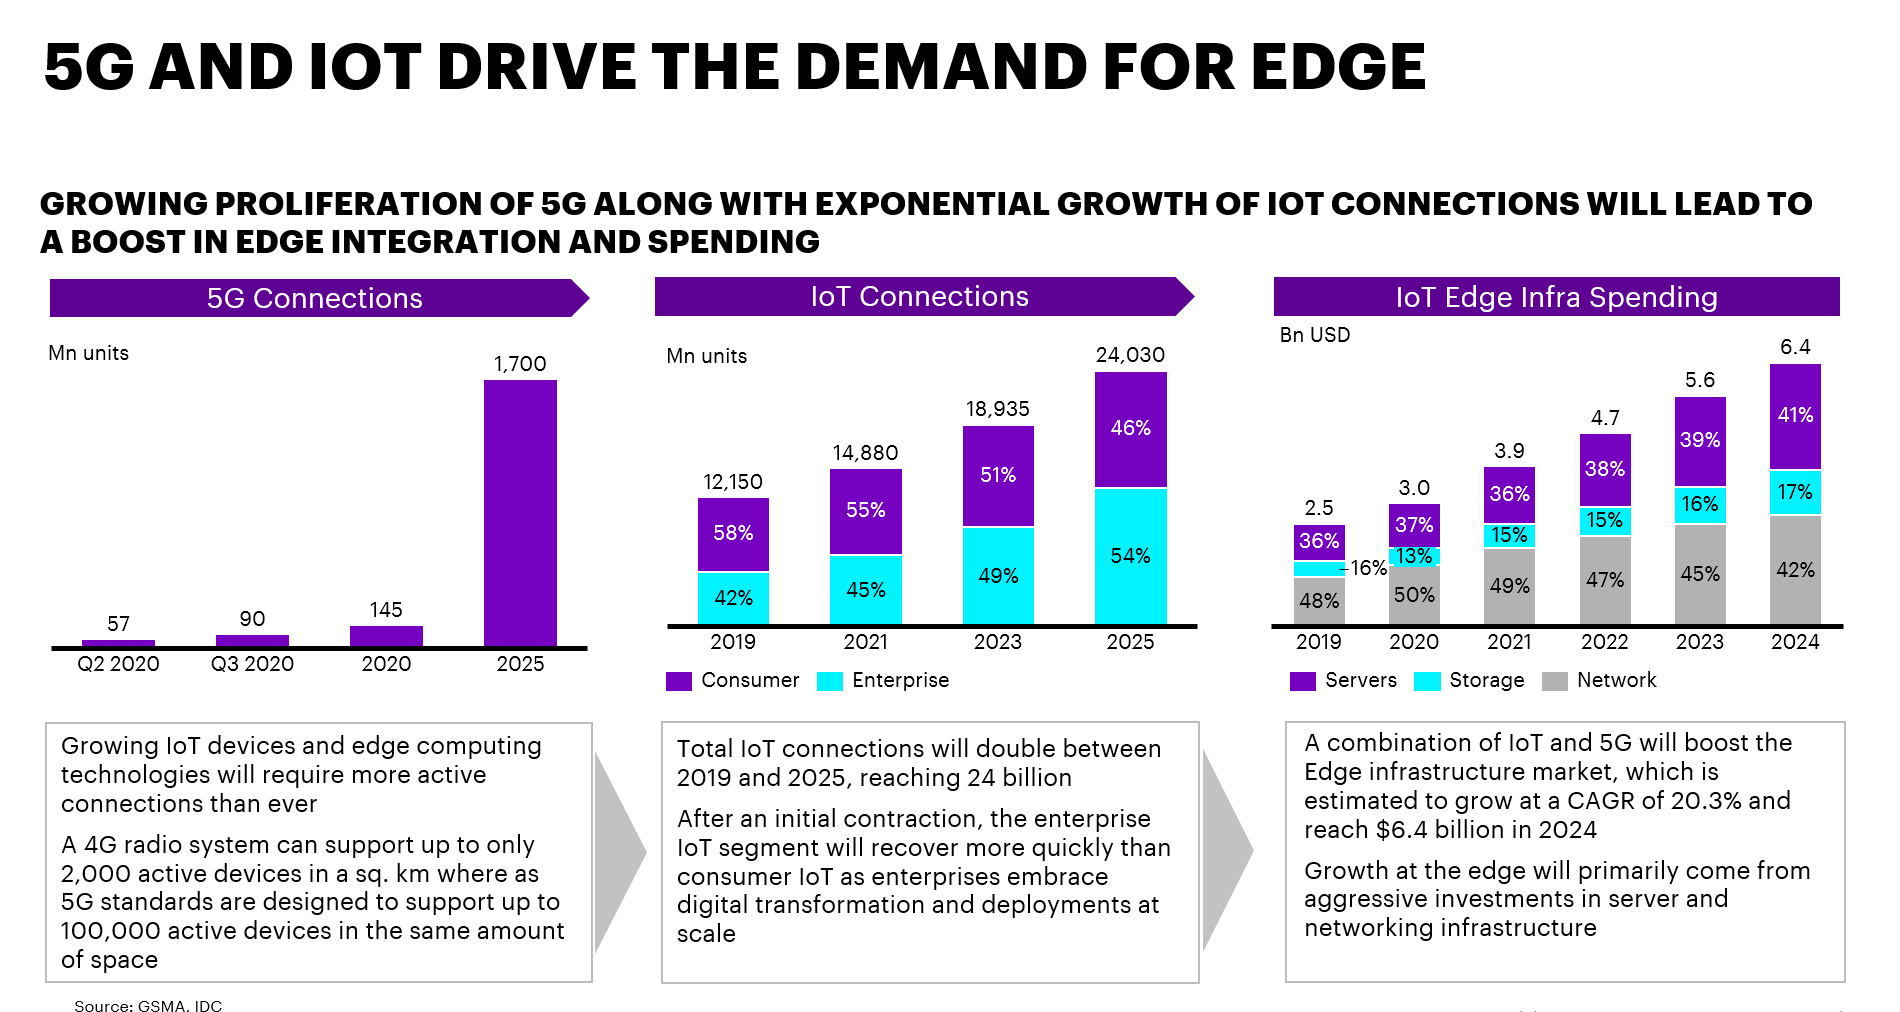 5G AND IOT DRIVE THE DEMAND FOR EDGE
GROWING PROLIFERATION OF 5G ALONG WITH EXPONENTIAL GROWTH OF IOT CONNECTIONS WILL LEAD TO
A BOOST IN EDGE INTEGRATION AND SPENDING
5G Connections
Mn units
57
90
145
1,700
Q2 2020
Q3 2020
2020
2025
Growing IoT devices and edge computing
technologies will require more active
connections than ever
A 4G radio system can support up to only
2,000 active devices in a sq. km where as
5G standards are designed to support up to
100,000 active devices in the same amount
of space
IoT Connections
Mn units
12,150
14,880
18,935
24,030
58%
55%
51%
46%
42%
45%
49%
54%
2019
2021
2023
2025
Consumer
Enterprise
Total IoT connections will double between
2019 and 2025, reaching 24 billion
After an initial contraction, the enterprise
IoT segment will recover more quickly than
consumer IoT as enterprises embrace
digital transformation and deployments at
scale
IoT Edge Infra Spending
Bn USD
2.5
3.0
3.9
4.7
5.6
6.4
36%
37%
36%
38%
39%
41%
16%
13%
15%
15%
16%
17%
48%
50%
49%
47%
45%
42%
2019
2020
2021
2022
2023
2024
Servers
Storage
Network
A combination of IoT and 5G will boost the
Edge infrastructure market, which is
estimated to grow at a CAGR of 20.3% and
reach $6.4 billion in 2024
Growth at the edge will primarily come from
aggressive investments in server and
networking infrastructure
Source: GSMA, IDC